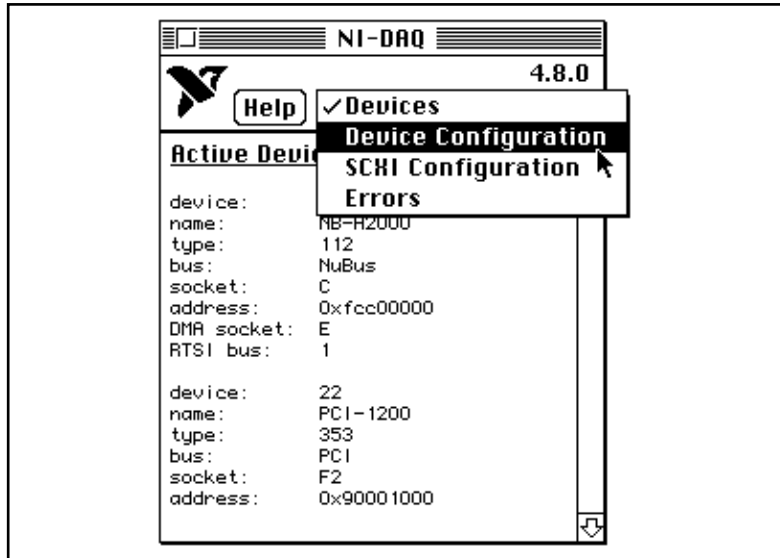 NI-DAQ
4.8.0
Help
✓Devices
Device Configuration
SCXI Configuration
Errors
Active Devi
device:
name: NB-A2000
type: 112
bus: NuBus
socket: C
address: 0xfcc00000
DMA socket: E
RTSI bus: 1
device: 22
name: PCI-1200
type: 353
bus: PCI
socket: F2
address: 0x90001000